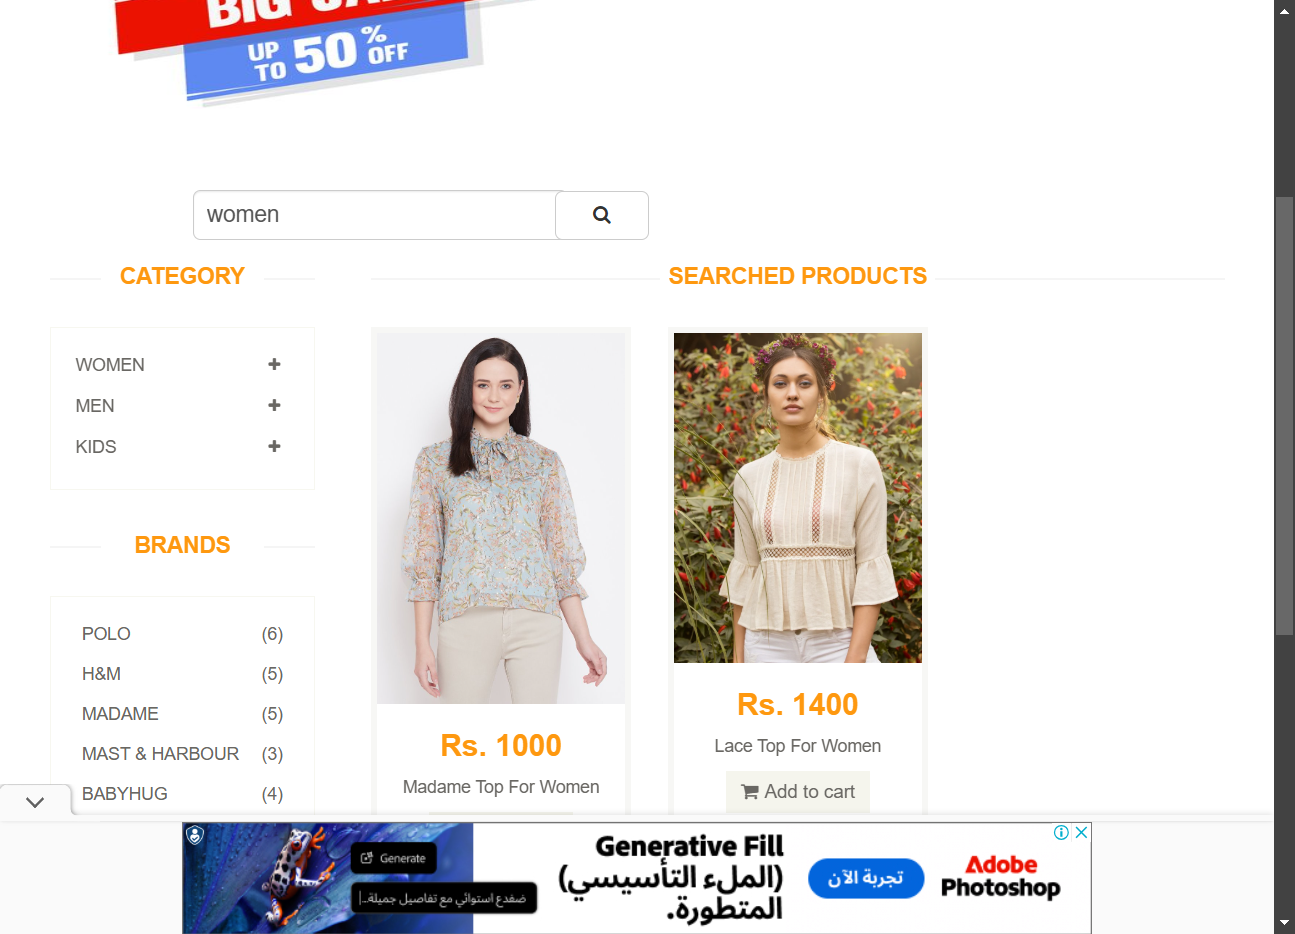 BIG SALE
UP TO 50% OFF
women
CATEGORY
SEARCHED PRODUCTS
WOMEN
MEN
KIDS
BRANDS
POLO (6)
H&M (5)
MADAME (5)
MAST & HARBOUR (3)
BABYHUG (4)
Rs. 1000
Madame Top For Women
Rs. 1400
Lace Top For Women
Add to cart
Generate
ضفدع استوائي مع تفاصيل جميلة...
Generative Fill
(الملء التأسيسي)
المتطورة.
تجربة الآن
Adobe
Photoshop